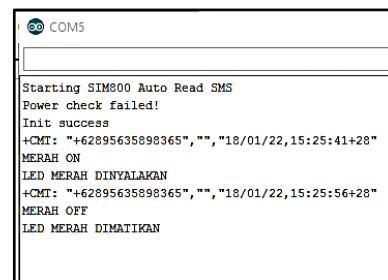 COM5
Starting SIM800 Auto Read SMS
Power check failed!
Init success
+CMT: "+62895635898365","","18/01/22,15:25:41+28"
MERAH ON
LED MERAH DINYALAKAN
+CMT: "+62895635898365","","18/01/22,15:25:56+28"
MERAH OFF
LED MERAH DIMATIKAN